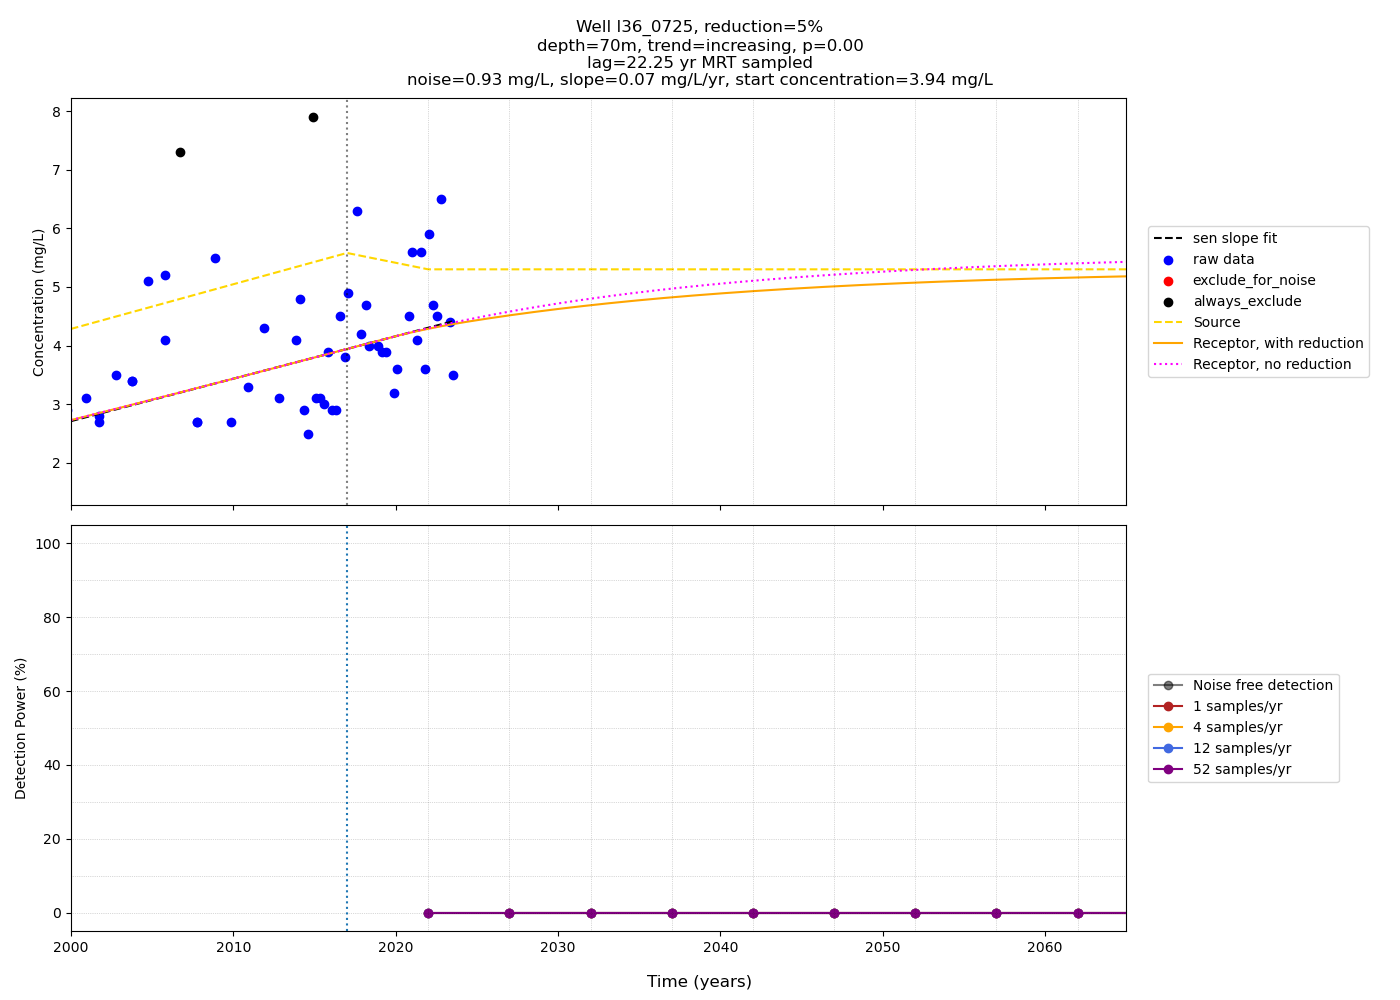 Well l36_0725, reduction=5%
depth=70m, trend=increasing, p=0.00
lag=22.25 yr MRT sampled
noise=0.93 mg/L, slope=0.07 mg/L/yr, start concentration=3.94 mg/L
Concentration (mg/L)
8
7
6
5
4
3
2
sen slope fit
raw data
exclude_for_noise
always_exclude
Source
Receptor, with reduction
Receptor, no reduction
Detection Power (%)
100
80
60
40
20
0
Noise free detection
1 samples/yr
4 samples/yr
12 samples/yr
52 samples/yr
2000 2010 2020 2030 2040 2050 2060
Time (years)